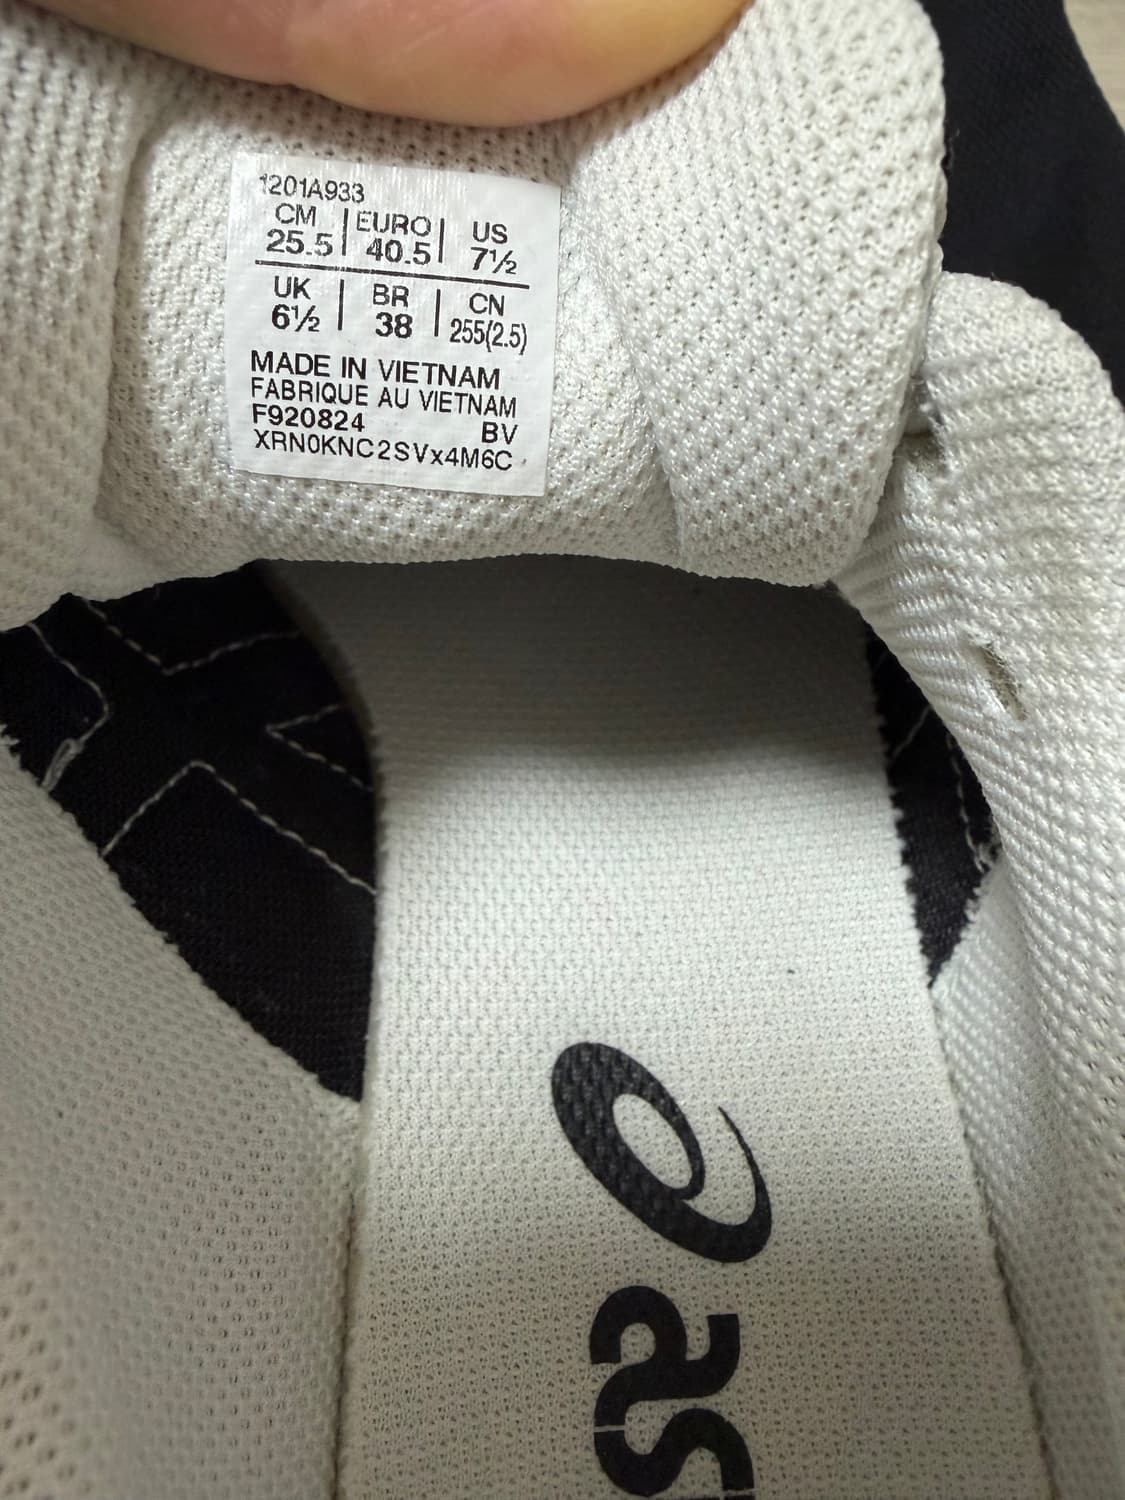 1201A933
CM EURO US
25.5 40.5 7½
UK BR CN
6½ 38 255(2.5)
MADE IN VIETNAM
FABRIQUE AU VIETNAM
F920824 BV
XRN0KNC2SVx4M6C
as